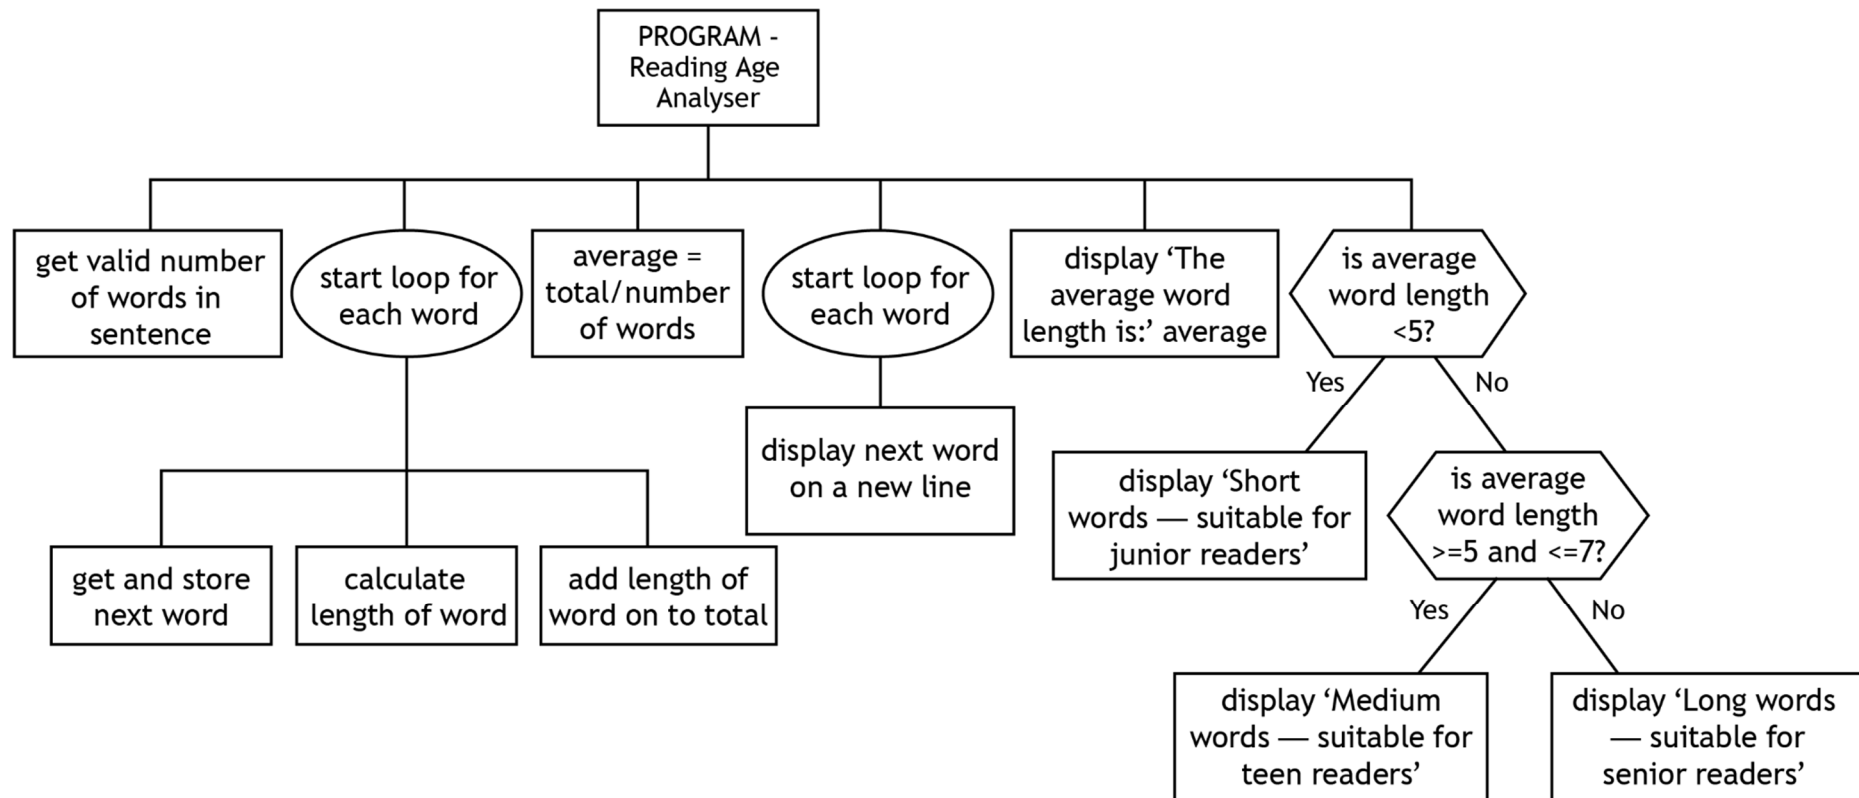 PROGRAM -
Reading Age
Analyser
get valid number
of words in
sentence
start loop for
each word
average =
total/number
of words
start loop for
each word
display ‘The
average word
length is:’ average
is average
word length
<5?
get and store
next word
calculate
length of word
add length of
word on to total
display next word
on a new line
Yes
No
display ‘Short
words — suitable for
junior readers’
is average
word length
>=5 and <=7?
Yes
No
display ‘Medium
words — suitable for
teen readers’
display ‘Long words
— suitable for
senior readers’